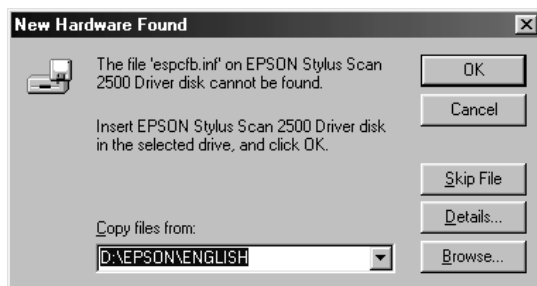 New Hardware Found
The file 'espcfb.inf' on EPSON Stylus Scan
2500 Driver disk cannot be found.
Insert EPSON Stylus Scan 2500 Driver disk
in the selected drive, and click OK.
Copy files from:
D:\EPSON\ENGLISH
OK
Cancel
Skip File
Details...
Browse...